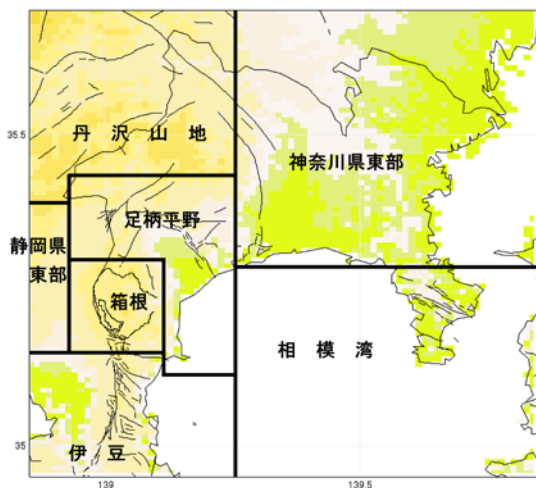 35.5
丹 沢 山 地
神奈川県東部
足柄平野
静岡県
東部
箱根
相 模 湾
35
伊 豆
139
139.5